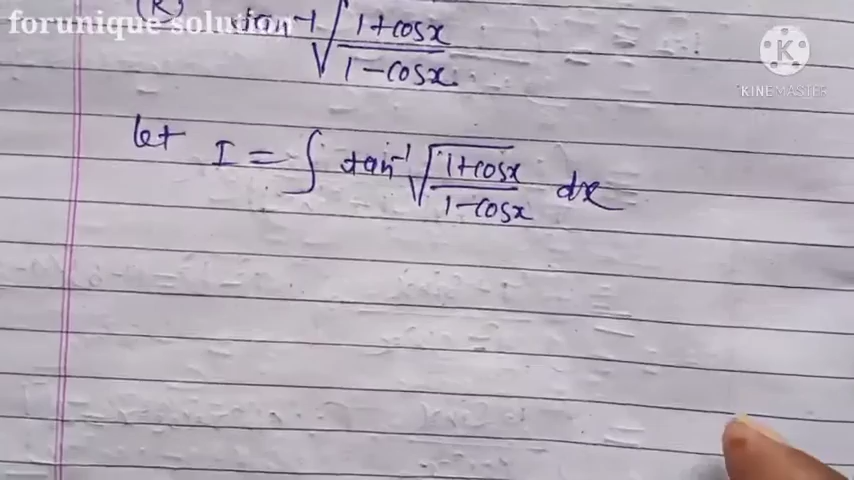 (K) tan⁻¹ √(1+cosx / 1-cosx)
forunique solution
KINEMASTER
let I = ∫ tan⁻¹ √(1+cosx / 1-cosx) dx